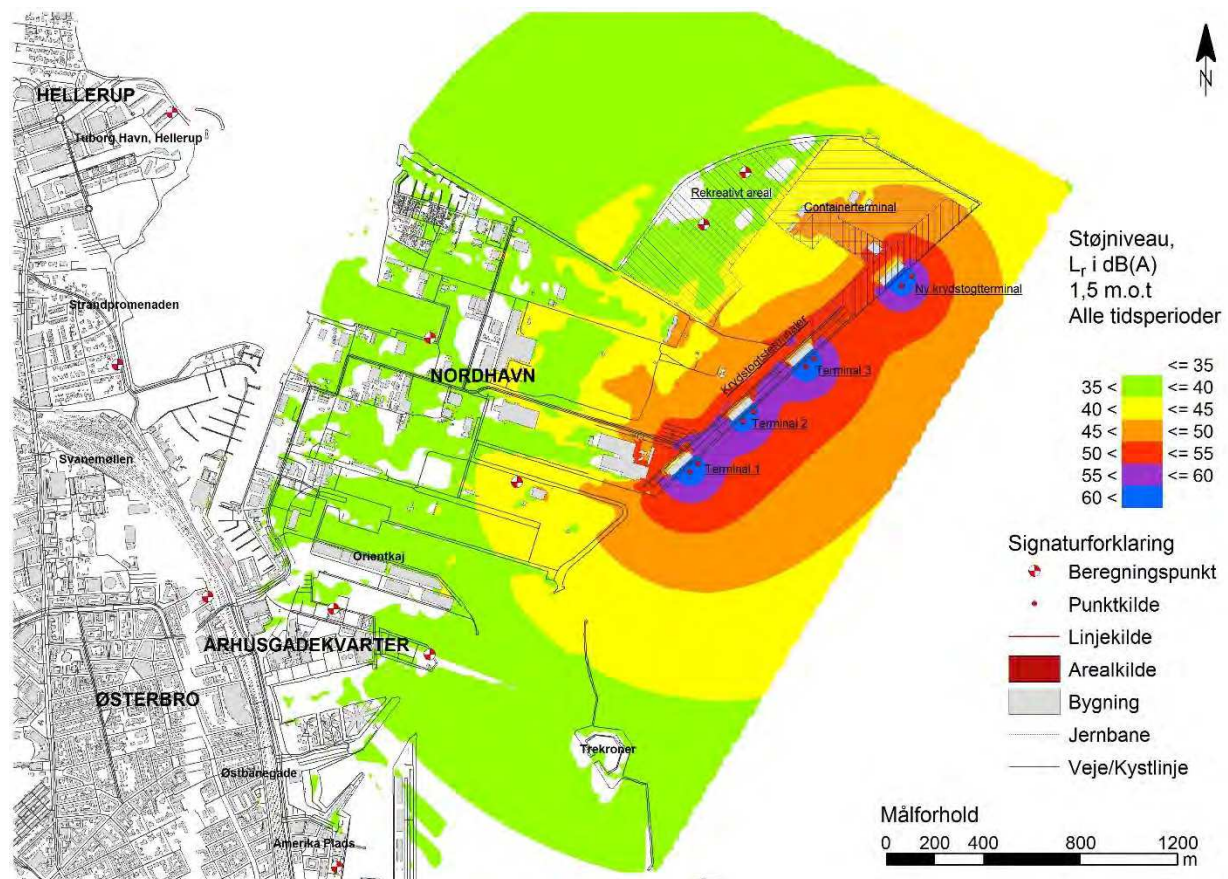 HELLERUP
Tuborg Havn, Hellerup
N
Rekreativt areal
Containerterminal
Støjniveau,
Lr i dB(A)
1,5 m.o.t
Alle tidsperioder
Ny krydstogtterminal
Strandpromenaden
Krydstogtsterminaler
Terminal 3
NORDHAVN
Terminal 2
Svanemøllen
Terminal 1
<= 35
35 < <= 40
40 < <= 45
45 < <= 50
50 < <= 55
55 < <= 60
60 <
Orientkaj
Signaturforklaring
Beregningspunkt
Punktkilde
Linjekilde
Arealkilde
Bygning
Jernbane
Veje/Kystlinje
ÅRHUSGADEKVARTER
ØSTERBRO
Trekroner
Østbanegade
Amerika Plads
Målforhold
0 200 400 800 1200
m